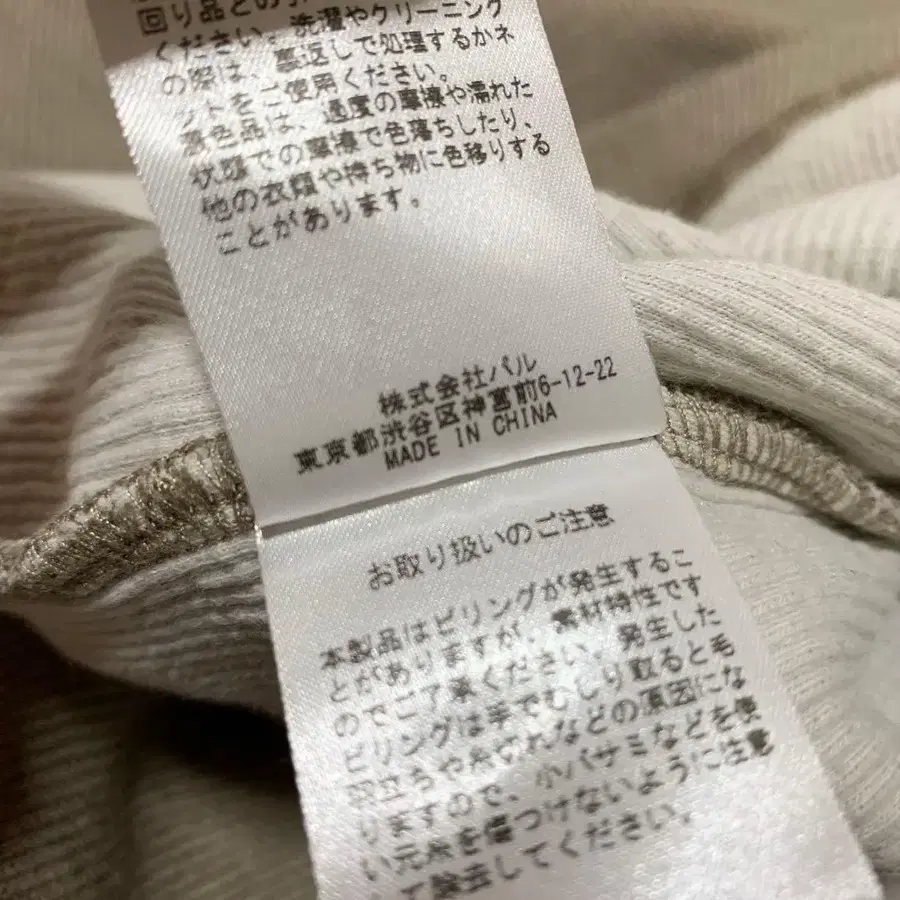 回り品との
ください。洗濯やクリーニング
の際は、裏返しで処理するかネ
ットをご使用ください。
濃色品は、過度の摩擦や濡れた
状態での摩擦で色落ちしたり、
他の衣類や持ち物に色移りする
ことがあります。
株式会社パル
東京都渋谷区神宮前6-12-22
MADE IN CHINA
お取り扱いのご注意
本製品はピリングが発生するこ
とがありますが、素材特性です
のでご了承ください。発生した
ピリングは手でむしり取ると毛
羽立ちや糸切れなどの原因にな
りますので、小バサミなどを使
い元糸を傷つけないように注意
して除去してください。